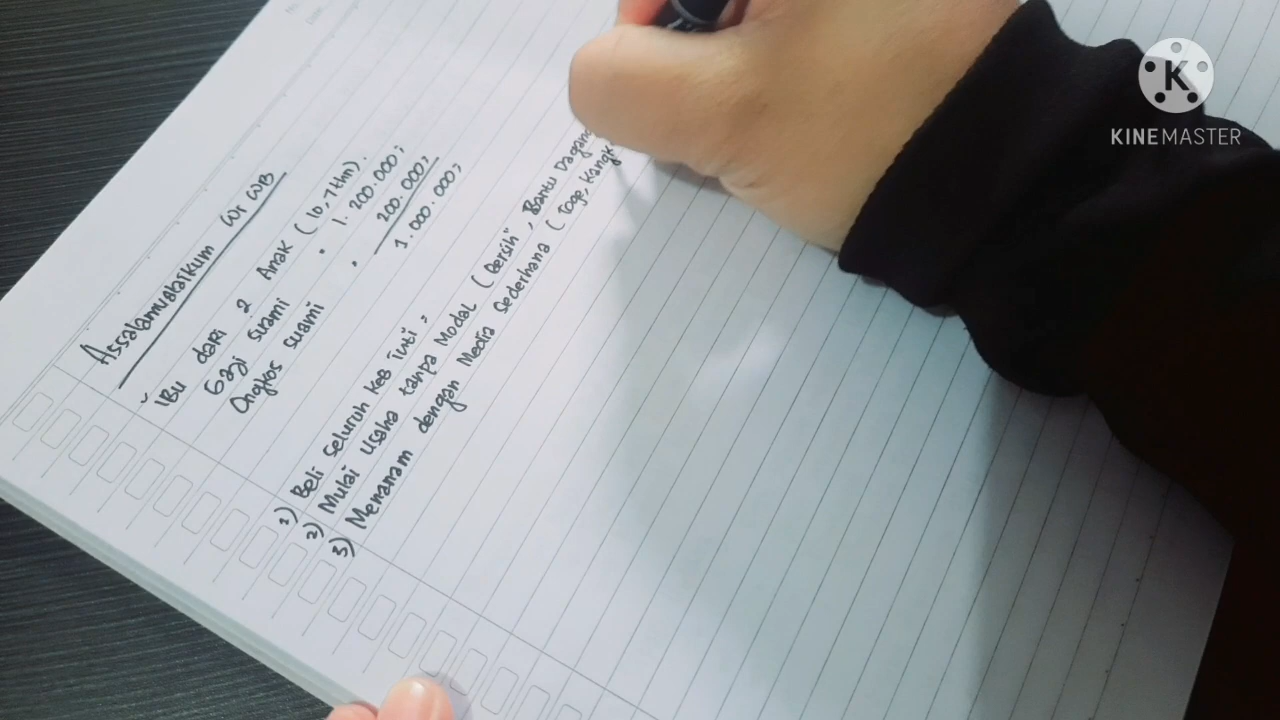 Assalamualaikum Wr WB
IBu dari 2 Anak (10, 7 thn).
Gaji suami : 1. 200.000;
Ongkos suami : 200.000;
1.000.000;
1) Beli seluruh keb inti;
2) Mulai usaha tanpa Modal (Bersih", Bantu Dagang
3) Menanam dengan Media Sederhana (Toge, Kangk
KINEMASTER